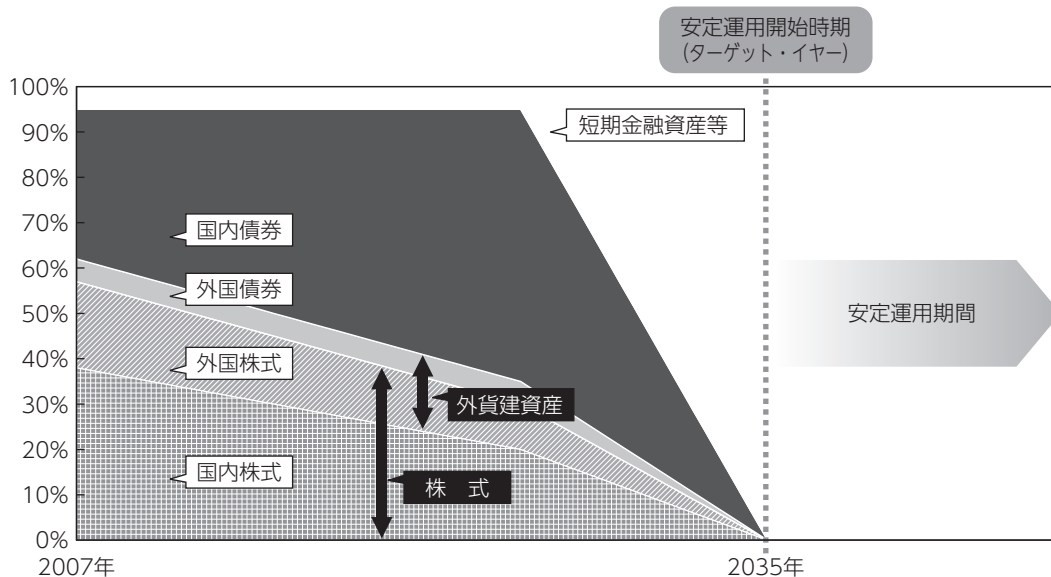 安定運用開始時期
(ターゲット・イヤー)
100%
90%
80%
70%
60%
50%
40%
30%
20%
10%
0%
短期金融資産等
国内債券
外国債券
外国株式
外貨建資産
国内株式
株 式
安定運用期間
2007年
2035年